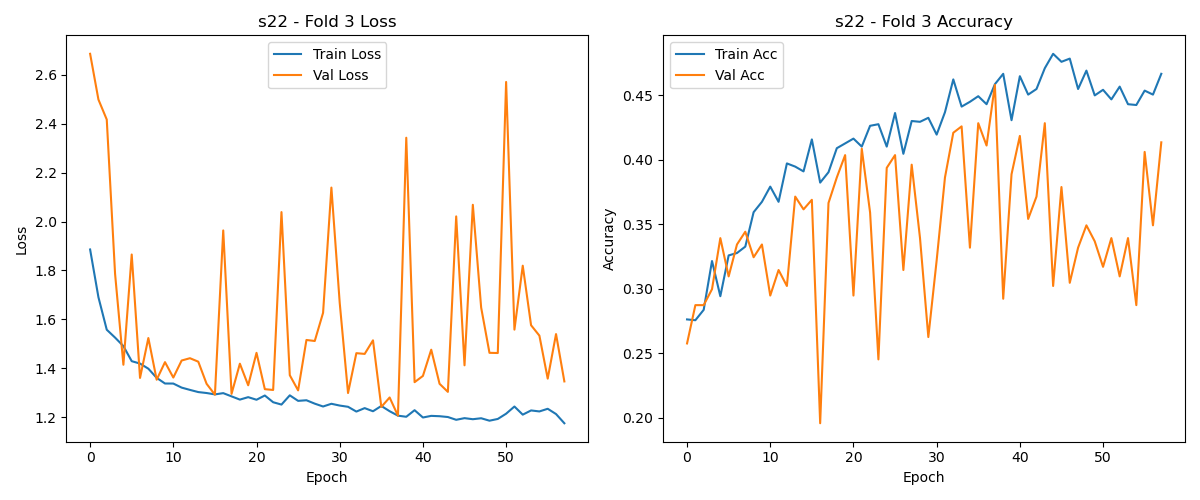 s22 - Fold 3 Loss
Train Loss
Val Loss
2.6
2.4
2.2
2.0
1.8
1.6
1.4
1.2
Loss
0
10
20
30
40
50
Epoch
s22 - Fold 3 Accuracy
Train Acc
Val Acc
0.45
0.40
0.35
0.30
0.25
0.20
Accuracy
0
10
20
30
40
50
Epoch